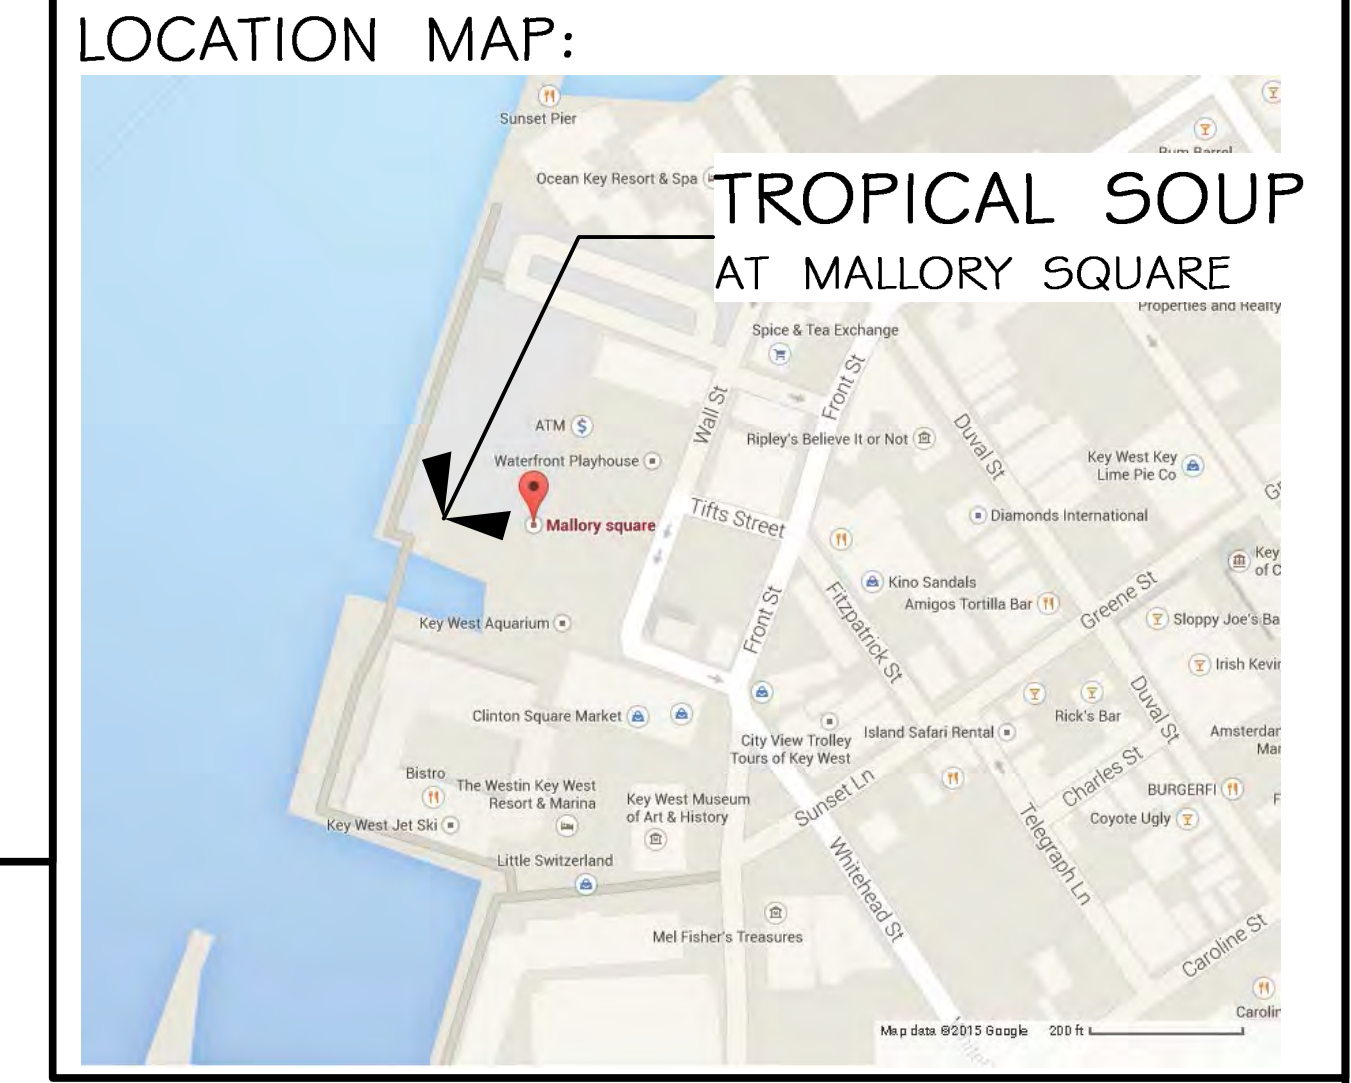 LOCATION MAP:
Sunset Pier
Rum Barrel
Ocean Key Resort & Spa
TROPICAL SOUP
AT MALLORY SQUARE
Properties and Realty
Spice & Tea Exchange
Front St
Wall St
ATM
Ripley's Believe It or Not
Duval St
Waterfront Playhouse
Key West Key
Lime Pie Co
Mallory square
Tifts Street
Diamonds International
Key
of C
Kino Sandals
Amigos Tortilla Bar
Greene St
Sloppy Joe's Ba
Key West Aquarium
Front St
Fitzpatrick St
Irish Kevin
Clinton Square Market
Rick's Bar
Duval St
City View Trolley
Tours of Key West
Island Safari Rental
Amsterdam
Mar
Bistro
The Westin Key West
Resort & Marina
Key West Museum
of Art & History
Sunset Ln
Charles St
BURGERFI
Key West Jet Ski
Coyote Ugly
Telegraph Ln
Little Switzerland
Whitehead St
Mel Fisher's Treasures
Caroline St
Carolin
Map data ©2015 Google 200 ft